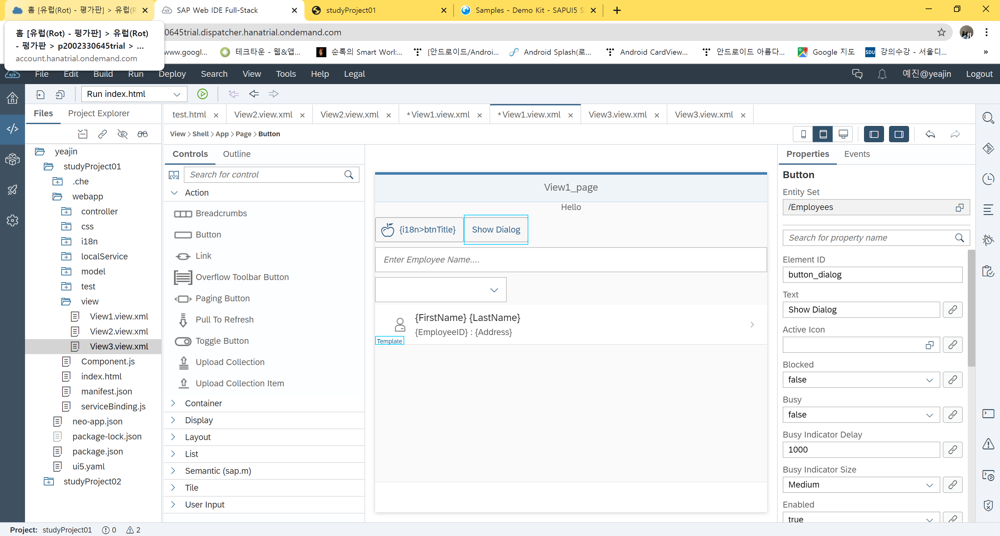 홈 [유럽(Rot) - 평가판] > 유럽(R
SAP Web IDE Full-Stack
studyProject01
Samples - Demo Kit - SAPUI5 S
홈 [유럽(Rot) - 평가판] > 유럽(Rot)
- 평가판 > p2002330645trial > ...
account.hanatrial.ondemand.com
0645trial.dispatcher.hanatrial.ondemand.com
www.googl...
테크타운 - 웹&앱...
순록의 Smart Worl:...
[안드로이드/Androi...
Android Splash(로...
Android CardView...
안드로이드 아름다...
Google 지도
SDU
강의수강 - 서울디...
»
File
Edit
Build
Run
Deploy
Search
View
Tools
Help
Legal
예진@yeajin
Logout
Run index.html
Files
Project Explorer
test.html
View2.view.xml
View2.view.xml
*View1.view.xml
*View1.view.xml
View3.view.xml
View3.view.xml
View > Shell > App > Page > Button
yeajin
studyProject01
.che
webapp
controller
css
i18n
localService
model
test
view
View1.view.xml
View2.view.xml
View3.view.xml
Component.js
index.html
manifest.json
serviceBinding.js
neo-app.json
package-lock.json
package.json
ui5.yaml
studyProject02
Controls
Outline
Search for control
Action
Breadcrumbs
Button
Link
Overflow Toolbar Button
Paging Button
Pull To Refresh
Toggle Button
Upload Collection
Upload Collection Item
Container
Display
Layout
List
Semantic (sap.m)
Tile
User Input
View1_page
Hello
{i18n>btnTitle}
Show Dialog
Enter Employee Name....
{FirstName} {LastName}
{EmployeeID} : {Address}
Template
Properties
Events
Button
Entity Set
/Employees
Search for property name
Element ID
button_dialog
Text
Show Dialog
Active Icon
Blocked
false
Busy
false
Busy Indicator Delay
1000
Busy Indicator Size
Medium
Enabled
true
Project: studyProject01
0
2